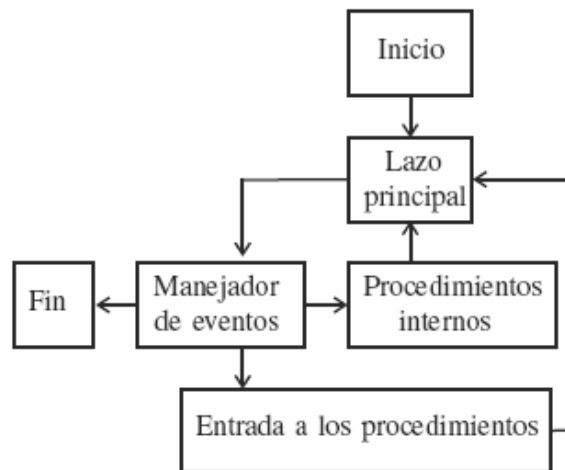 Inicio
Lazo
principal
Fin
Manejador
de eventos
Procedimientos
internos
Entrada a los procedimientos